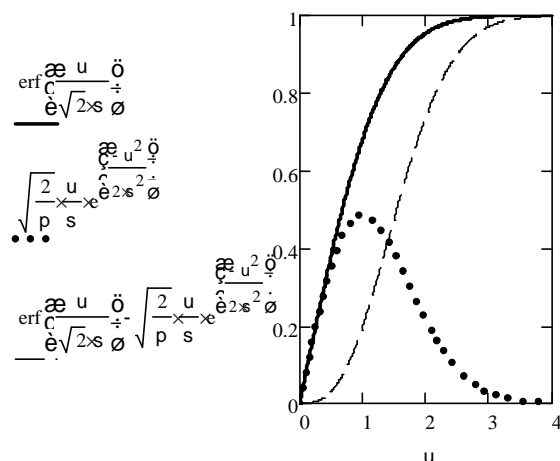 erf æ u ö
ç ÷
è √2×s ø
√ 2/p × u/s ×e æ - u² ö
ç ÷
è 2×s² ø
erf æ u ö
ç ÷
è √2×s ø - √ 2/p × u/s ×e æ - u² ö
ç ÷
è 2×s² ø
1
0.8
0.6
0.4
0.2
0
0 1 2 3 4
u